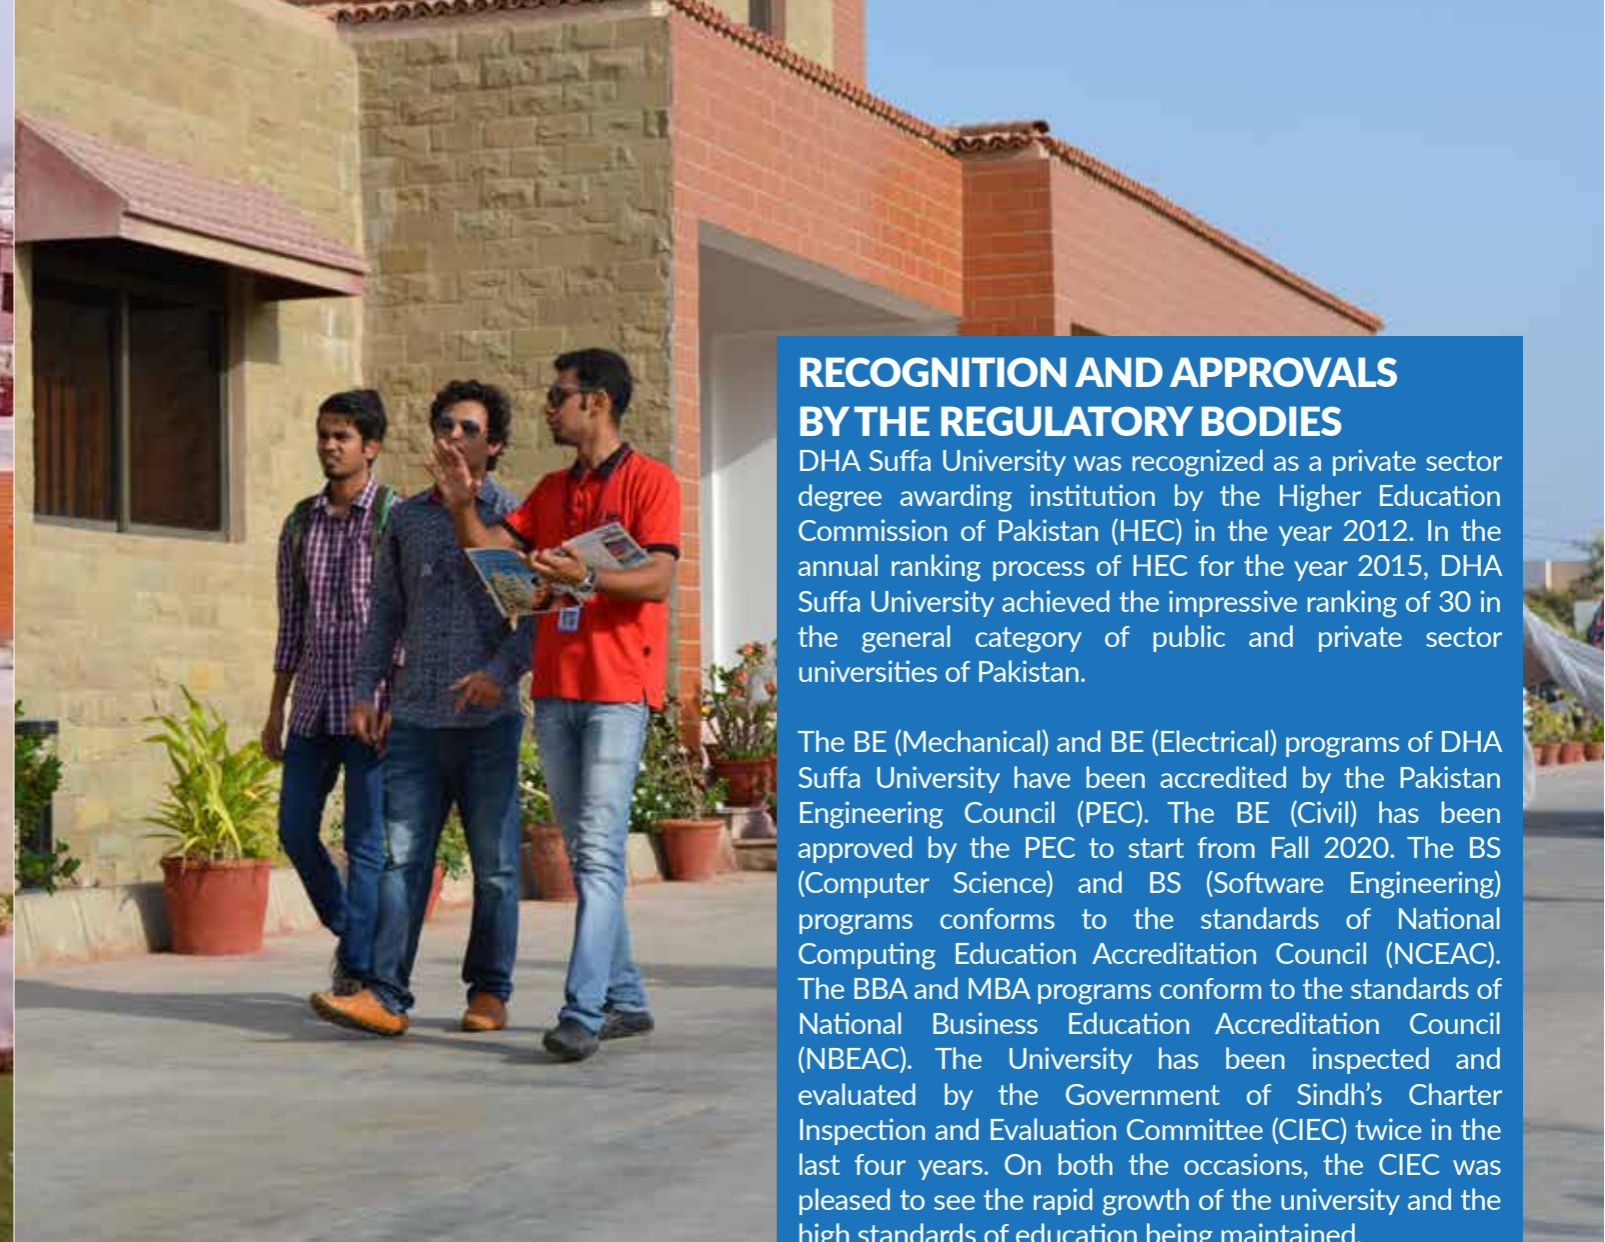 RECOGNITION AND APPROVALS
BY THE REGULATORY BODIES
DHA Suffa University was recognized as a private sector
degree awarding institution by the Higher Education
Commission of Pakistan (HEC) in the year 2012. In the
annual ranking process of HEC for the year 2015, DHA
Suffa University achieved the impressive ranking of 30 in
the general category of public and private sector
universities of Pakistan.
The BE (Mechanical) and BE (Electrical) programs of DHA
Suffa University have been accredited by the Pakistan
Engineering Council (PEC). The BE (Civil) has been
approved by the PEC to start from Fall 2020. The BS
(Computer Science) and BS (Software Engineering)
programs conforms to the standards of National
Computing Education Accreditation Council (NCEAC).
The BBA and MBA programs conform to the standards of
National Business Education Accreditation Council
(NBEAC). The University has been inspected and
evaluated by the Government of Sindh's Charter
Inspection and Evaluation Committee (CIEC) twice in the
last four years. On both the occasions, the CIEC was
pleased to see the rapid growth of the university and the
high standards of education being maintained.